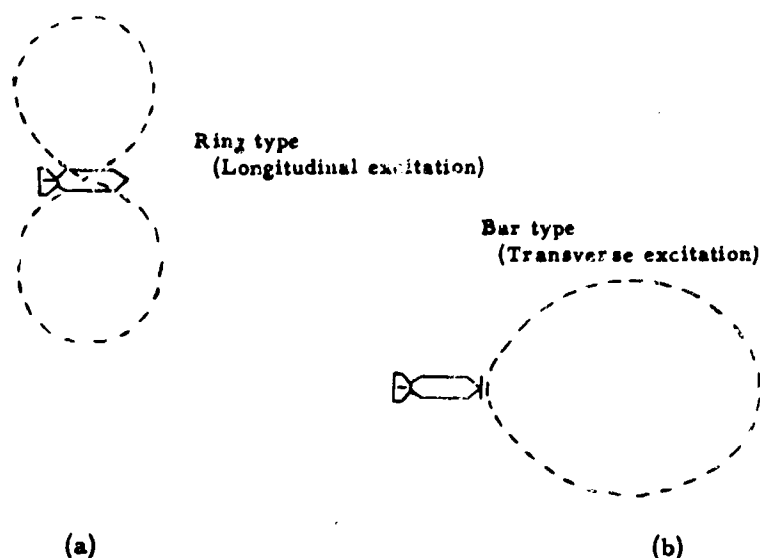 Ring type
(Longitudinal excitation)
Bar type
(Transverse excitation)
(a)
(b)